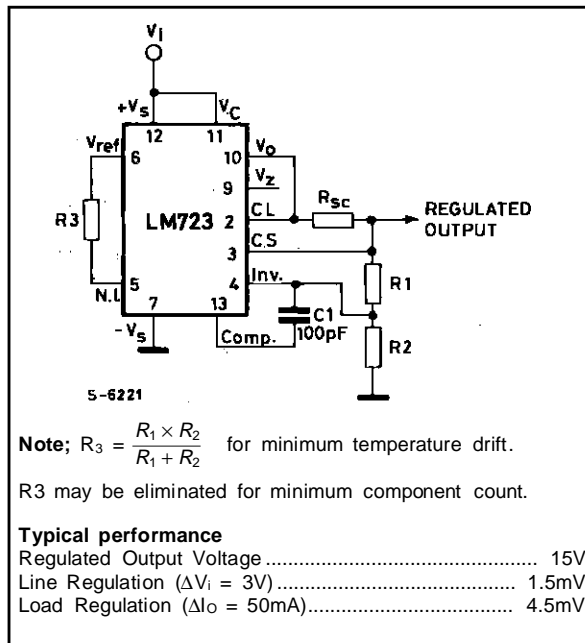 Vi
+Vs VC
12 11
Vref 6 10 Vo
9 Vz
R3 LM723 2 CL Rsc REGULATED
OUTPUT
3 C.S
N.I. 5 4 Inv. R1
7 13 C1
-Vs Comp. 100pF R2
S-6221
Note; R3 = R1 × R2 / R1 + R2 for minimum temperature drift.
R3 may be eliminated for minimum component count.
Typical performance
Regulated Output Voltage ................................................. 15V
Line Regulation (ΔVi = 3V) ............................................ 1.5mV
Load Regulation (ΔIO = 50mA)..................................... 4.5mV